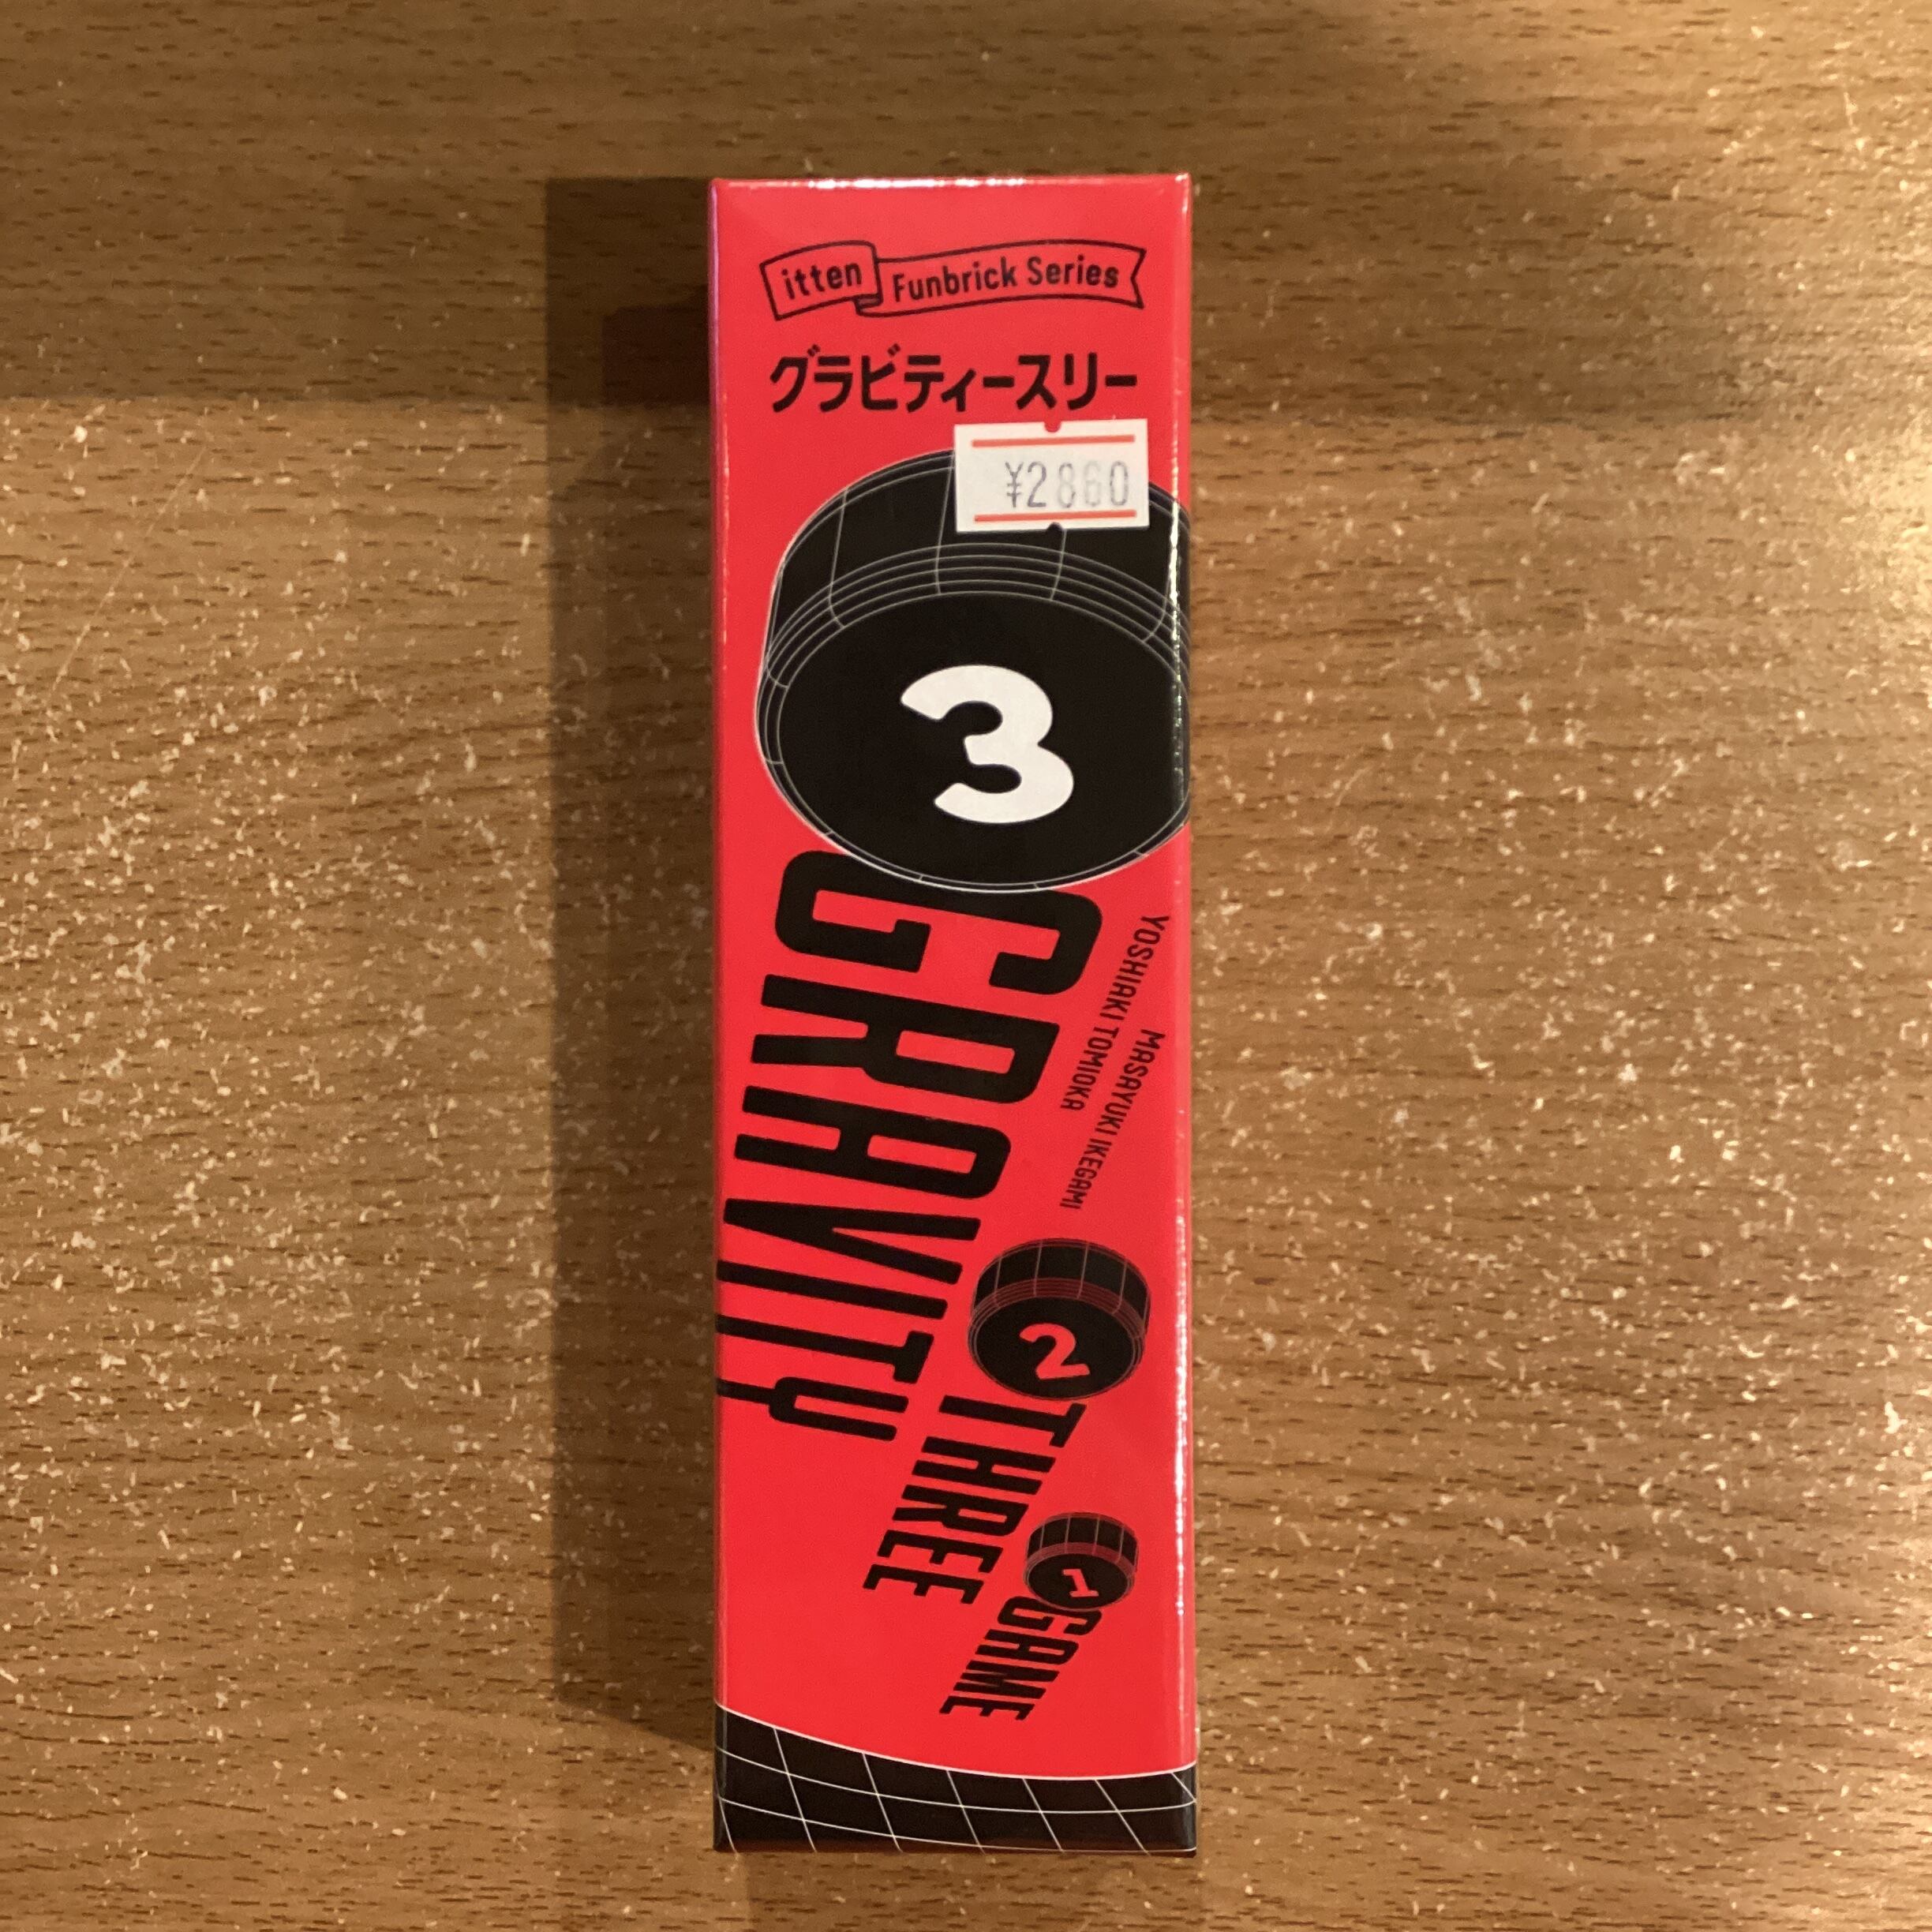 itten Funbrick Series
グラビティースリー
¥2860
3
GRAVITY
YOSHIAKI TOMIOKA
MASAYUKI IKEGAMI
2
THREE
1
GAME